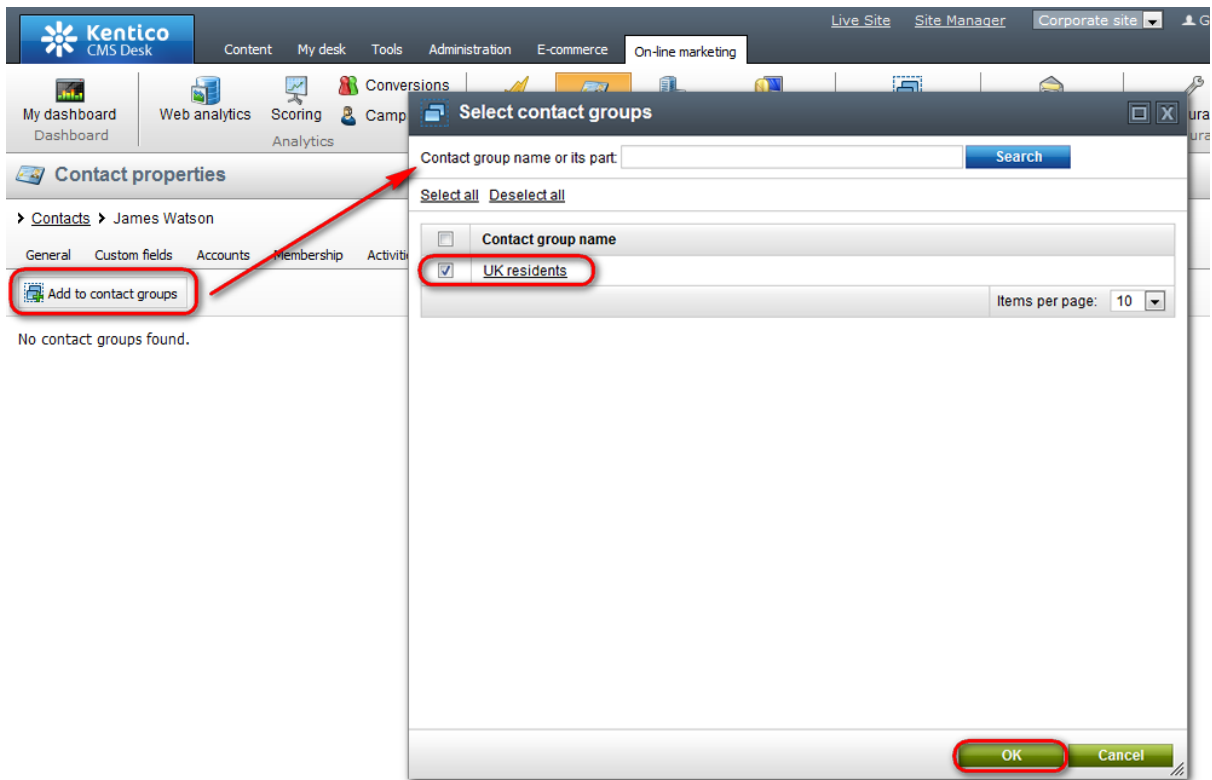 Live Site Site Manager Corporate site G
Kentico
CMS Desk
Content My desk Tools Administration E-commerce On-line marketing
Conversions
My dashboard Web analytics Scoring Camp
Dashboard Analytics
Select contact groups X
Contact group name or its part: Search
Contact properties
Select all Deselect all
Contacts James Watson
Contact group name
General Custom fields Accounts Membership Activiti
UK residents
Add to contact groups
Items per page: 10
No contact groups found.
OK Cancel